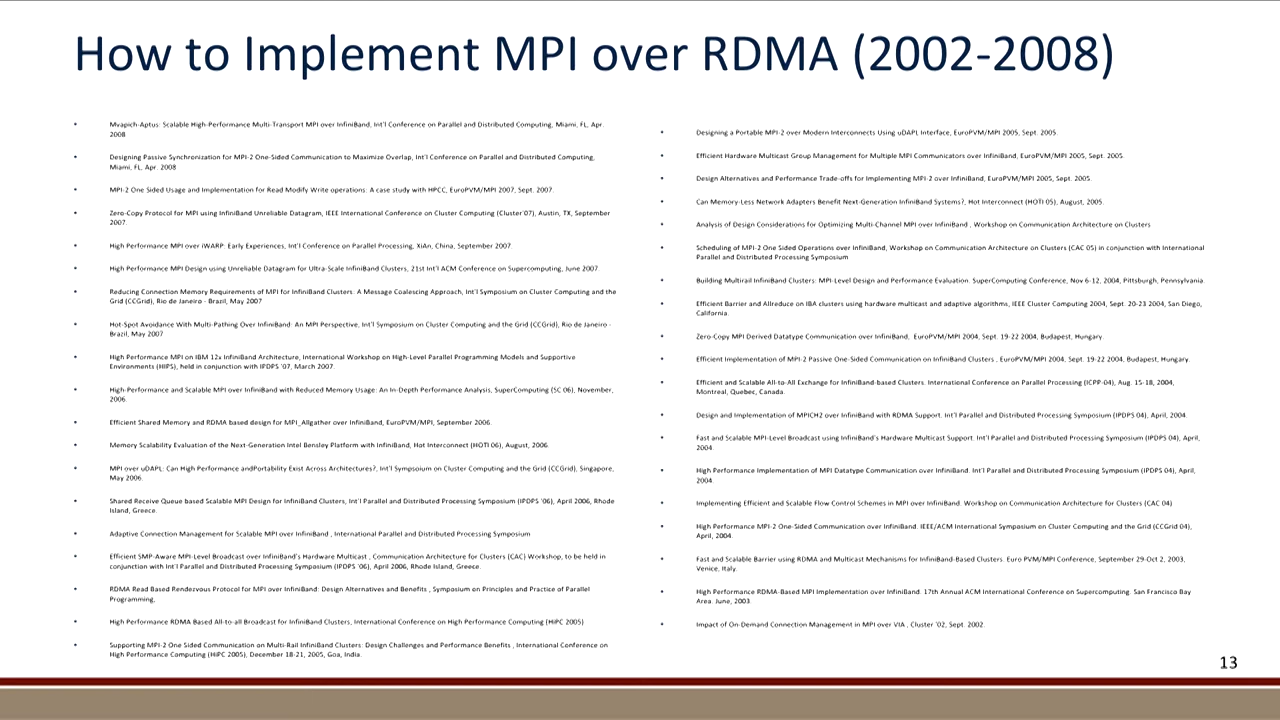 How to Implement MPI over RDMA (2002-2008)
• Mvapich-Aptus: Scalable High-Performance Multi-Transport MPI over InfiniBand, Int'l Conference on Parallel and Distributed Computing, Miami, FL, Apr.
2008
• Designing Passive Synchronization for MPI-2 One-Sided Communication to Maximize Overlap, Int'l Conference on Parallel and Distributed Computing,
Miami, FL, Apr. 2008
• MPI-2 One Sided Usage and Implementation for Read Modify Write operations: A case study with HPCC, EuroPVM/MPI 2007, Sept. 2007.
• Zero-Copy Protocol for MPI using InfiniBand Unreliable Datagram, IEEE International Conference on Cluster Computing (Cluster'07), Austin, TX, September
2007.
• High Performance MPI over iWARP: Early Experiences, Int'l Conference on Parallel Processing, XiAn, China, September 2007.
• High Performance MPI Design using Unreliable Datagram for Ultra-Scale InfiniBand Clusters, 21st Int'l ACM Conference on Supercomputing, June 2007.
• Reducing Connection Memory Requirements of MPI for InfiniBand Clusters: A Message Coalescing Approach, Int'l Symposium on Cluster Computing and the
Grid (CCGrid), Rio de Janeiro - Brazil, May 2007
• Hot-Spot Avoidance With Multi-Pathing Over InfiniBand: An MPI Perspective, Int'l Symposium on Cluster Computing and the Grid (CCGrid), Rio de Janeiro -
Brazil, May 2007
• High Performance MPI on IBM 12x InfiniBand Architecture, International Workshop on High-Level Parallel Programming Models and Supportive
Environments (HIPS), held in conjunction with IPDPS '07, March 2007.
• High-Performance and Scalable MPI over InfiniBand with Reduced Memory Usage: An In-Depth Performance Analysis, SuperComputing (SC 06), November,
2006.
• Efficient Shared Memory and RDMA based design for MPI_Allgather over InfiniBand, EuroPVM/MPI, September 2006.
• Memory Scalability Evaluation of the Next-Generation Intel Bensley Platform with InfiniBand, Hot Interconnect (HOTI 06), August, 2006.
• MPI over uDAPL: Can High Performance andPortability Exist Across Architectures?, Int'l Sympsoium on Cluster Computing and the Grid (CCGrid), Singapore,
May 2006.
• Shared Receive Queue based Scalable MPI Design for InfiniBand Clusters, Int'l Parallel and Distributed Processing Symposium (IPDPS '06), April 2006, Rhode
Island, Greece.
• Adaptive Connection Management for Scalable MPI over InfiniBand , International Parallel and Distributed Processing Symposium
• Efficient SMP-Aware MPI-Level Broadcast over InfiniBand's Hardware Multicast , Communication Architecture for Clusters (CAC) Workshop, to be held in
conjunction with Int'l Parallel and Distributed Processing Symposium (IPDPS '06), April 2006, Rhode Island, Greece.
• RDMA Read Based Rendezvous Protocol for MPI over InfiniBand: Design Alternatives and Benefits , Symposium on Principles and Practice of Parallel
Programming,
• High Performance RDMA Based All-to-all Broadcast for InfiniBand Clusters, International Conference on High Performance Computing (HiPC 2005)
• Supporting MPI-2 One Sided Communication on Multi-Rail InfiniBand Clusters: Design Challenges and Performance Benefits , International Conference on
High Performance Computing (HiPC 2005), December 18-21, 2005, Goa, India.
• Designing a Portable MPI-2 over Modern Interconnects Using uDAPL Interface, EuroPVM/MPI 2005, Sept. 2005.
• Efficient Hardware Multicast Group Management for Multiple MPI Communicators over InfiniBand, EuroPVM/MPI 2005, Sept. 2005.
• Design Alternatives and Performance Trade-offs for Implementing MPI-2 over InfiniBand, EuroPVM/MPI 2005, Sept. 2005.
• Can Memory-Less Network Adapters Benefit Next-Generation InfiniBand Systems?, Hot Interconnect (HOTI 05), August, 2005.
• Analysis of Design Considerations for Optimizing Multi-Channel MPI over InfiniBand , Workshop on Communication Architecture on Clusters
• Scheduling of MPI-2 One Sided Operations over InfiniBand, Workshop on Communication Architecture on Clusters (CAC 05) in conjunction with International
Parallel and Distributed Processing Symposium
• Building Multirail InfiniBand Clusters: MPI-Level Design and Performance Evaluation. SuperComputing Conference, Nov 6-12, 2004, Pittsburgh, Pennsylvania.
• Efficient Barrier and Allreduce on IBA clusters using hardware multicast and adaptive algorithms, IEEE Cluster Computing 2004, Sept. 20-23 2004, San Diego,
California.
• Zero-Copy MPI Derived Datatype Communication over InfiniBand, EuroPVM/MPI 2004, Sept. 19-22 2004, Budapest, Hungary.
• Efficient Implementation of MPI-2 Passive One-Sided Communication on InfiniBand Clusters , EuroPVM/MPI 2004, Sept. 19-22 2004, Budapest, Hungary.
• Efficient and Scalable All-to-All Exchange for InfiniBand-based Clusters. International Conference on Parallel Processing (ICPP-04), Aug. 15-18, 2004,
Montreal, Quebec, Canada.
• Design and Implementation of MPICH2 over InfiniBand with RDMA Support. Int'l Parallel and Distributed Processing Symposium (IPDPS 04), April, 2004.
• Fast and Scalable MPI-Level Broadcast using InfiniBand's Hardware Multicast Support. Int'l Parallel and Distributed Processing Symposium (IPDPS 04), April,
2004.
• High Performance Implementation of MPI Datatype Communication over InfiniBand. Int'l Parallel and Distributed Processing Symposium (IPDPS 04), April,
2004.
• Implementing Efficient and Scalable Flow Control Schemes in MPI over InfiniBand. Workshop on Communication Architecture for Clusters (CAC 04)
• High Performance MPI-2 One-Sided Communication over InfiniBand. IEEE/ACM International Symposium on Cluster Computing and the Grid (CCGrid 04),
April, 2004.
• Fast and Scalable Barrier using RDMA and Multicast Mechanisms for InfiniBand-Based Clusters. Euro PVM/MPI Conference, September 29-Oct 2, 2003,
Venice, Italy.
• High Performance RDMA-Based MPI Implementation over InfiniBand. 17th Annual ACM International Conference on Supercomputing. San Francisco Bay
Area. June, 2003.
• Impact of On-Demand Connection Management in MPI over VIA , Cluster '02, Sept. 2002.
13